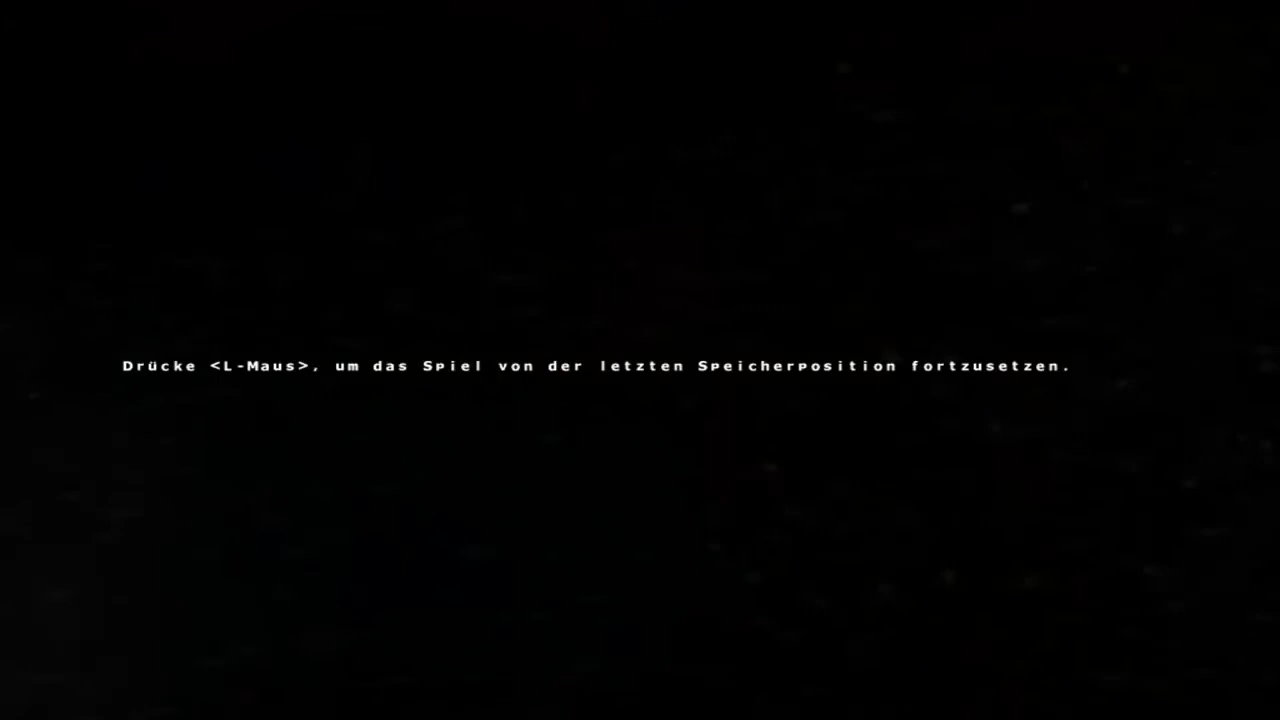 Drücke <L-Maus>, um das Spiel von der letzten Speicherposition fortzusetzen.